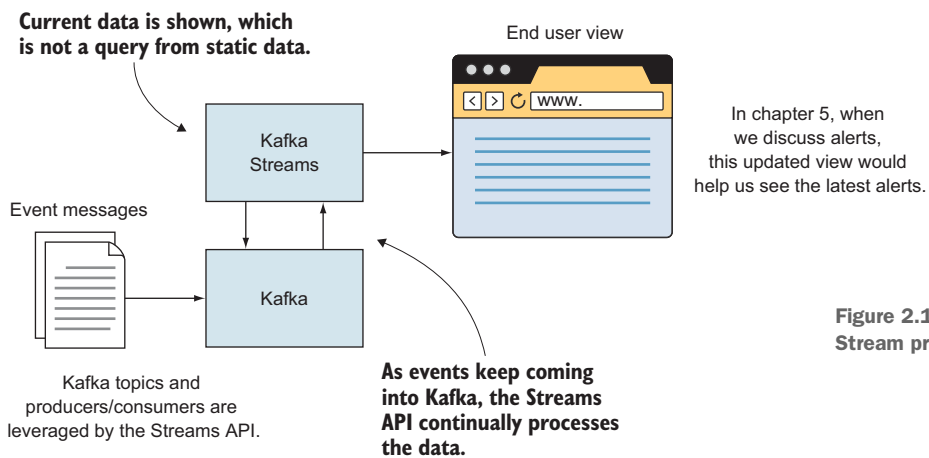 Current data is shown, which
is not a query from static data.
End user view
www.
Kafka
Streams
In chapter 5, when
we discuss alerts,
this updated view would
help us see the latest alerts.
Event messages
Kafka
Kafka topics and
producers/consumers are
leveraged by the Streams API.
As events keep coming
into Kafka, the Streams
API continually processes
the data.
Figure 2.1
Stream pr